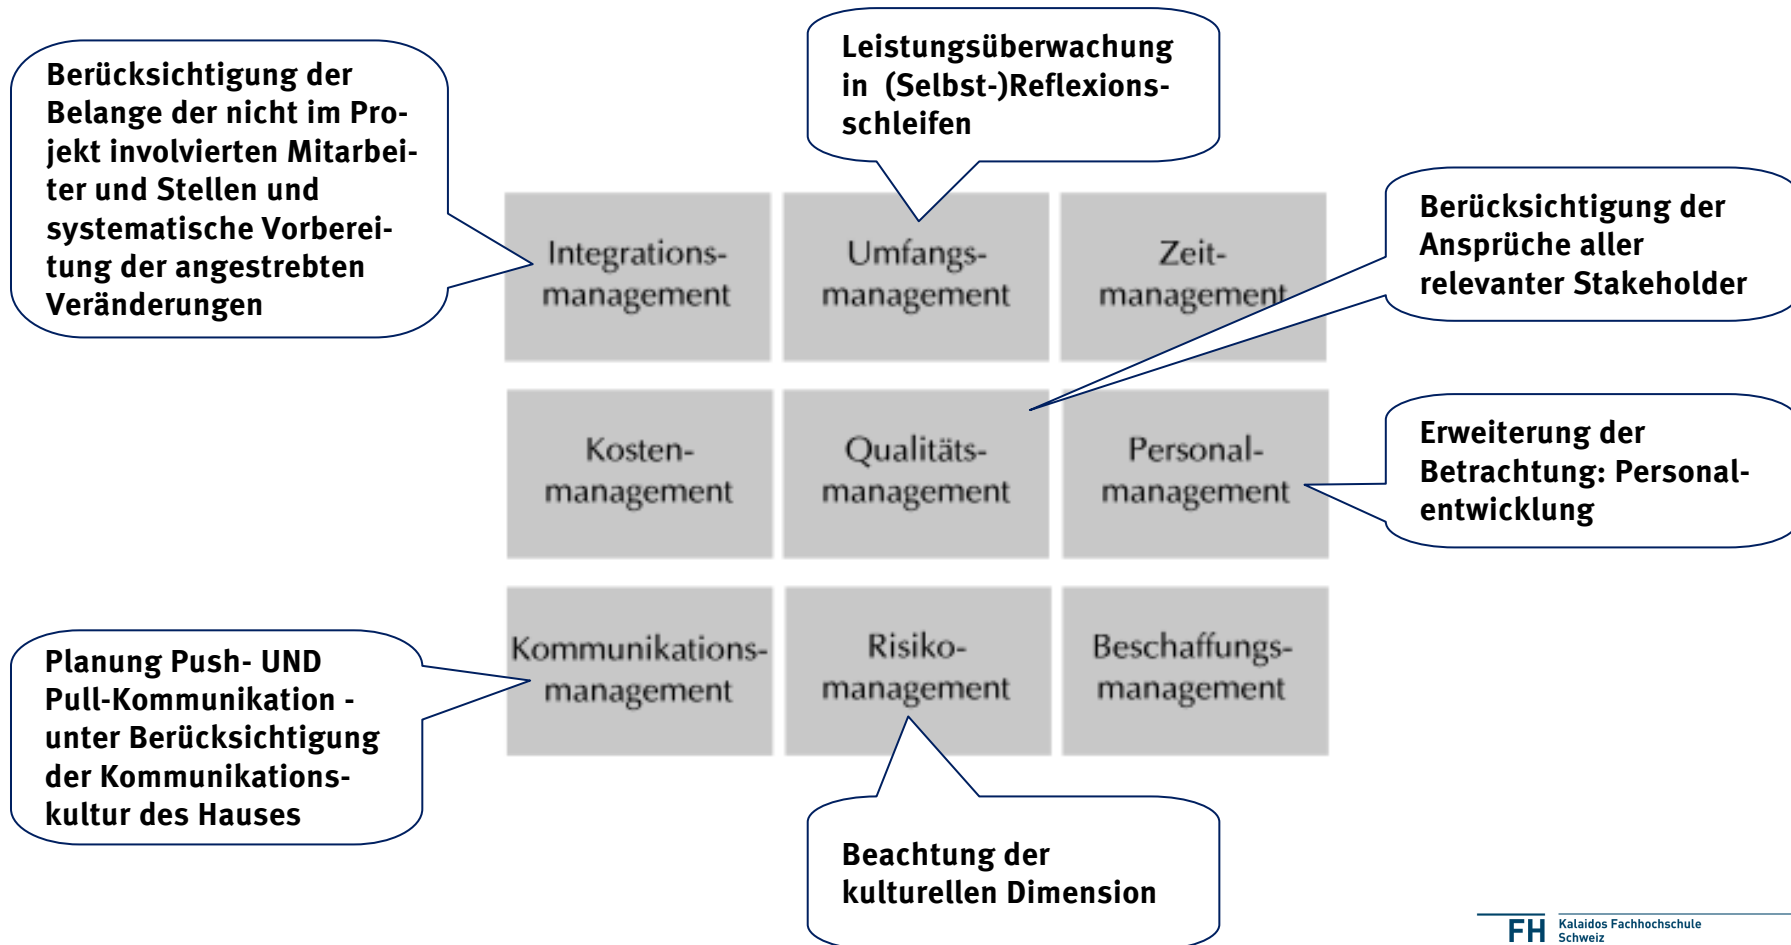 Berücksichtigung der
Belange der nicht im Pro-
jekt involvierten Mitarbei-
ter und Stellen und
systematische Vorberei-
tung der angestrebten
Veränderungen
Leistungsüberwachung
in (Selbst-)Reflexions-
schleifen
Berücksichtigung der
Ansprüche aller
relevanter Stakeholder
Integrations-
management
Umfangs-
management
Zeit-
management
Kosten-
management
Qualitäts-
management
Personal-
management
Erweiterung der
Betrachtung: Personal-
entwicklung
Planung Push- UND
Pull-Kommunikation -
unter Berücksichtigung
der Kommunikations-
kultur des Hauses
Kommunikations-
management
Risiko-
management
Beschaffungs-
management
Beachtung der
kulturellen Dimension
FH
Kalaidos Fachhochschule
Schweiz